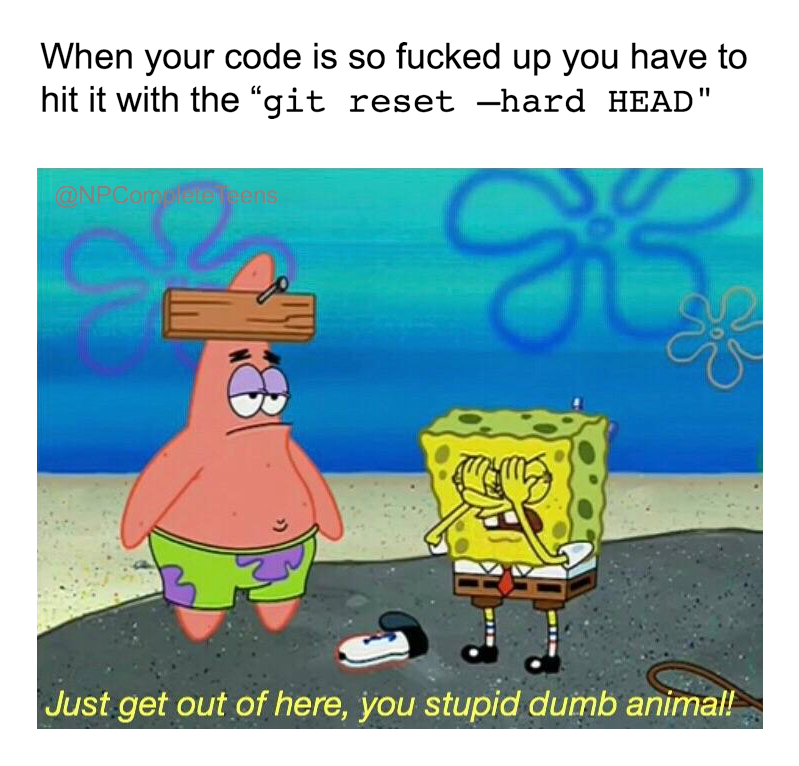 When your code is so fucked up you have to
hit it with the “git reset —hard HEAD"
@NPCompleteTeens
Just get out of here, you stupid dumb animal!